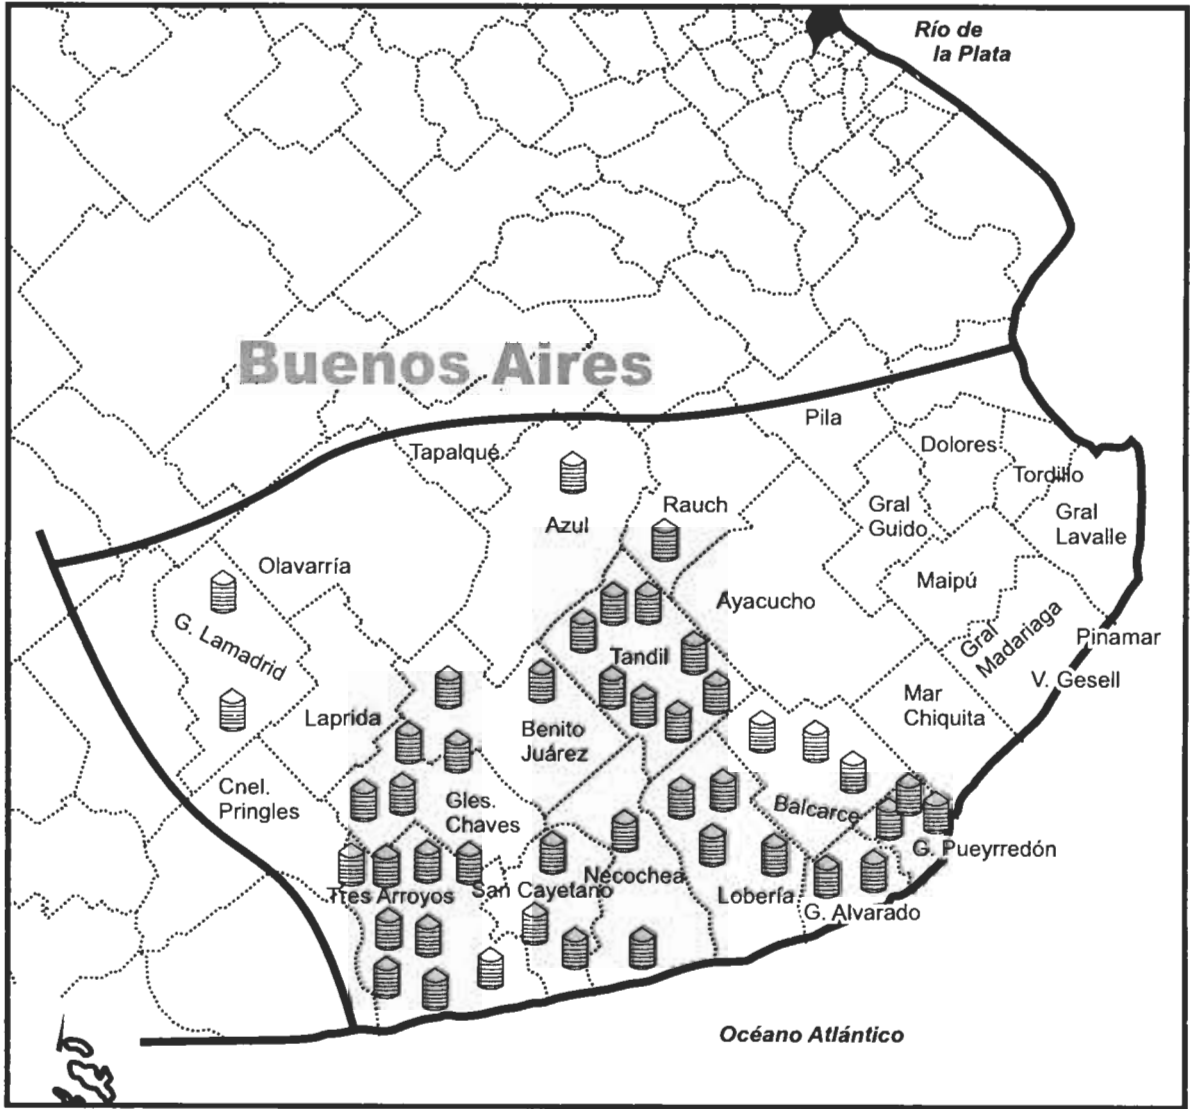 Río de
la Plata
Buenos Aires
Pila
Tapalqué
Dolores
Tordillo
Rauch
Gral
Guido
Gral
Lavalle
Azul
Olavarría
Maipú
Ayacucho
G. Lamadrid
Gral
Madariaga
Pinamar
Tandil
V. Gesell
Mar
Chiquita
Laprida
Benito
Juárez
Cnel.
Pringles
Gles.
Chaves
Balcarce
G. Pueyrredón
Necochea
Tres Arroyos
San Cayetano
Lobería
G. Alvarado
Océano Atlántico